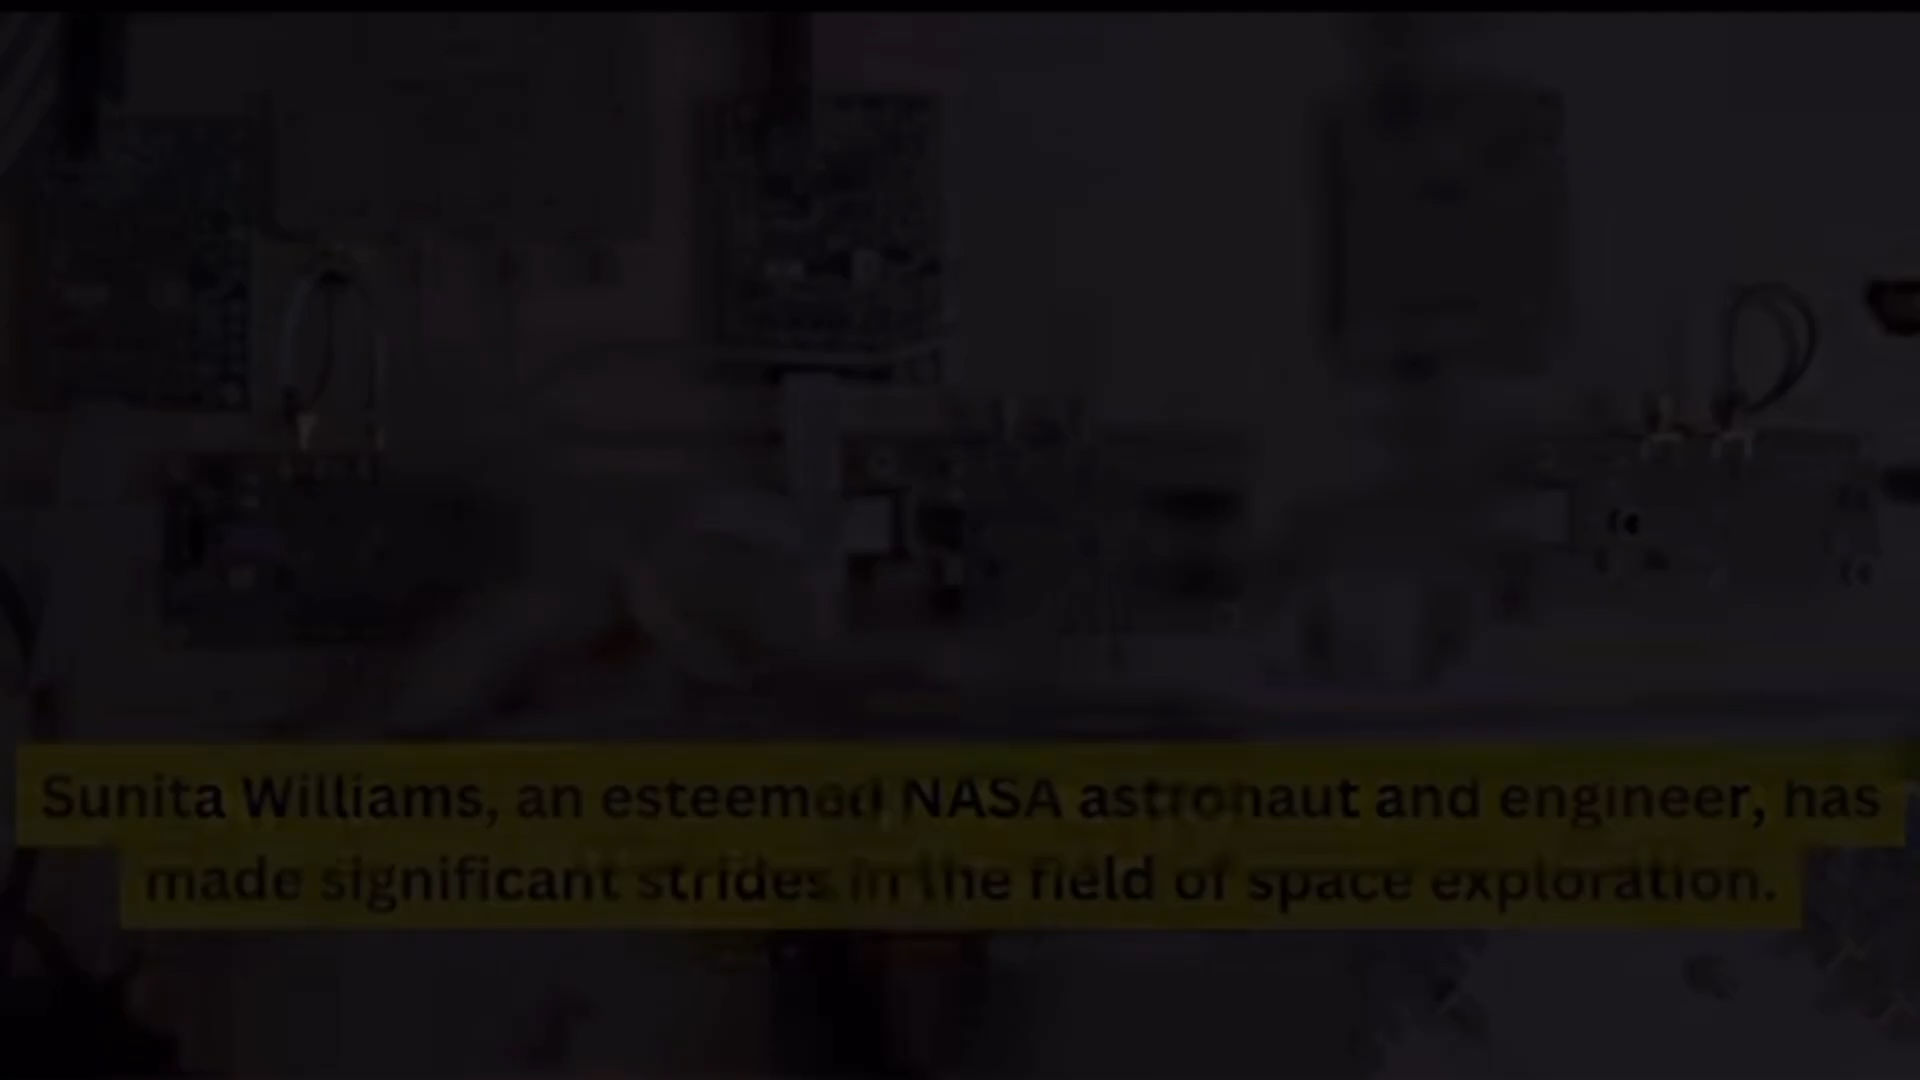 Sunita Williams, an esteemed NASA astronaut and engineer, has
made significant strides in the field of space exploration.